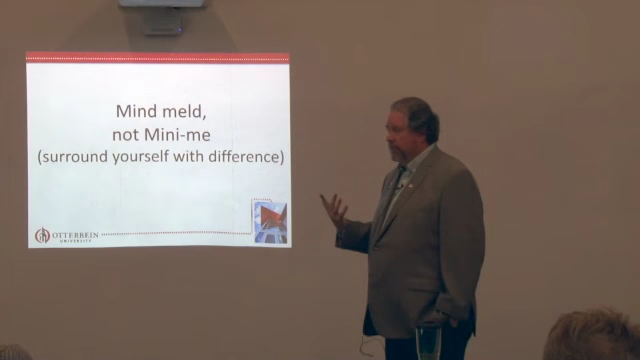 Mind meld,
not Mini-me
(surround yourself with difference)
OTTERBEIN
UNIVERSITY